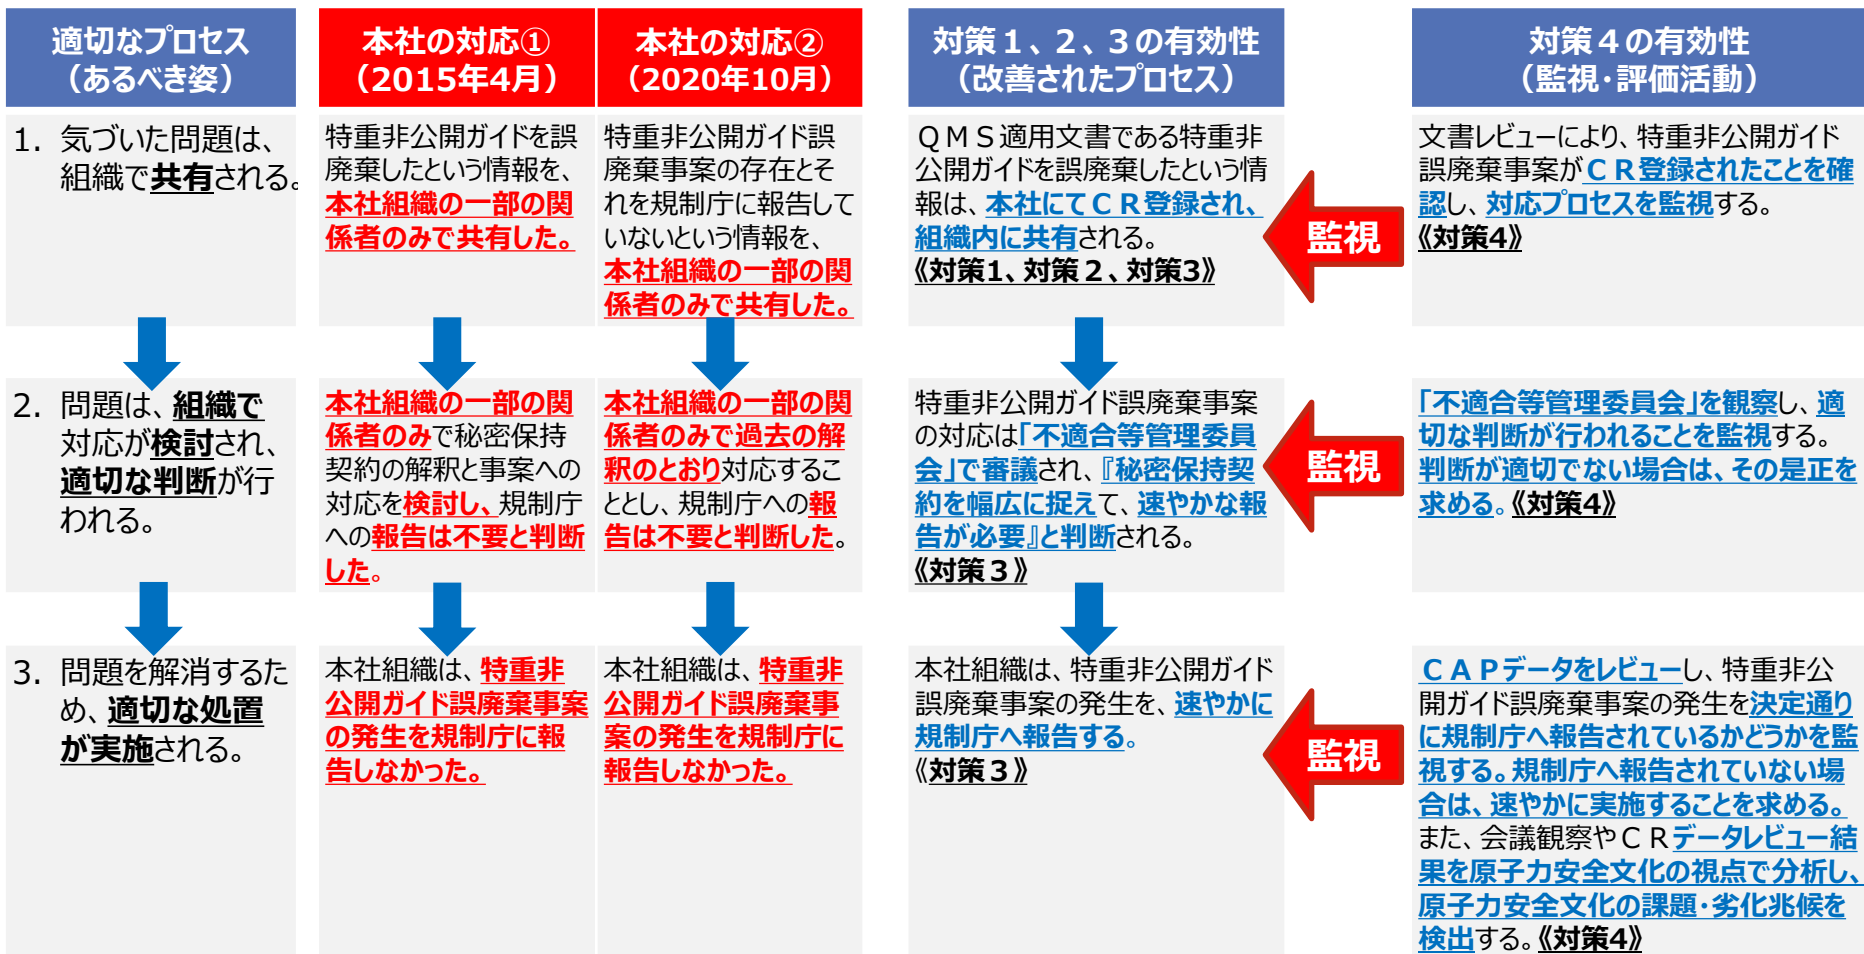 適切なプロセス
（あるべき姿）
本社の対応①
（2015年4月）
本社の対応②
（2020年10月）
対策１、２、３の有効性
（改善されたプロセス）
対策４の有効性
（監視・評価活動）
1. 気づいた問題は、
組織で共有される。
特重非公開ガイドを誤
廃棄したという情報を、
本社組織の一部の関
係者のみで共有した。
特重非公開ガイド誤
廃棄事案の存在とそ
れを規制庁に報告して
いないという情報を、
本社組織の一部の関
係者のみで共有した。
ＱＭＳ適用文書である特重非
公開ガイドを誤廃棄したという情
報は、本社にてＣＲ登録され、
組織内に共有される。
《対策1、対策２、対策3》
監視
文書レビューにより、特重非公開ガイド
誤廃棄事案がＣＲ登録されたことを確
認し、対応プロセスを監視する。
《対策4》
2. 問題は、組織で
対応が検討され、
適切な判断が行
われる。
本社組織の一部の関
係者のみで秘密保持
契約の解釈と事案への
対応を検討し、規制庁
への報告は不要と判断
した。
本社組織の一部の関
係者のみで過去の解
釈のとおり対応するこ
ととし、規制庁への報
告は不要と判断した。
特重非公開ガイド誤廃棄事案
の対応は「不適合等管理委員
会」で審議され、『秘密保持契
約を幅広に捉えて、速やかな報
告が必要』と判断される。
《対策３》
監視
「不適合等管理委員会」を観察し、適
切な判断が行われることを監視する。
判断が適切でない場合は、その是正を
求める。《対策4》
3. 問題を解消するた
め、適切な処置
が実施される。
本社組織は、特重非
公開ガイド誤廃棄事案
の発生を規制庁に報
告しなかった。
本社組織は、特重非
公開ガイド誤廃棄事
案の発生を規制庁に
報告しなかった。
本社組織は、特重非公開ガイド
誤廃棄事案の発生を、速やかに
規制庁へ報告する。
《対策３》
監視
ＣＡＰデータをレビューし、特重非公
開ガイド誤廃棄事案の発生を決定通り
に規制庁へ報告されているかどうかを監
視する。規制庁へ報告されていない場
合は、速やかに実施することを求める。
また、会議観察やＣＲデータレビュー結
果を原子力安全文化の視点で分析し、
原子力安全文化の課題・劣化兆候を
検出する。《対策4》